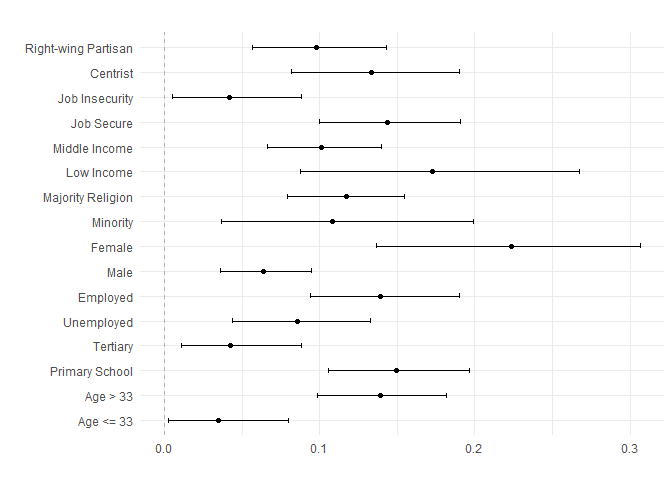 Right-wing Partisan
Centrist
Job Insecurity
Job Secure
Middle Income
Low Income
Majority Religion
Minority
Female
Male
Employed
Unemployed
Tertiary
Primary School
Age > 33
Age <= 33
0.0 0.1 0.2 0.3